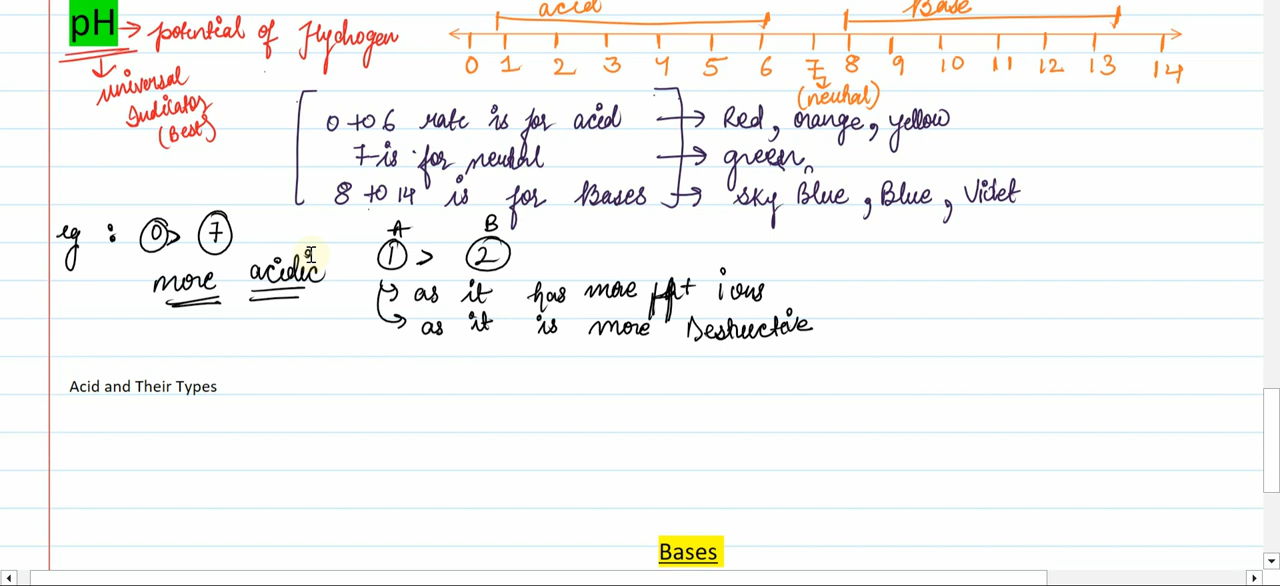 acid Base
pH → potential of Hydrogen
0 1 2 3 4 5 6 7 8 9 10 11 12 13 14
universal
Indicator
(Best)
(neutral)
0 to 6 rate is for acid → Red, orange, yellow
7 is for neutral → green,
8 to 14 is for Bases → sky Blue, Blue, Violet
A B
eg : 0 > 7 1 > 2
more acidic
as it has more H+ ions
as it is more Destructive
Acid and Their Types
Bases